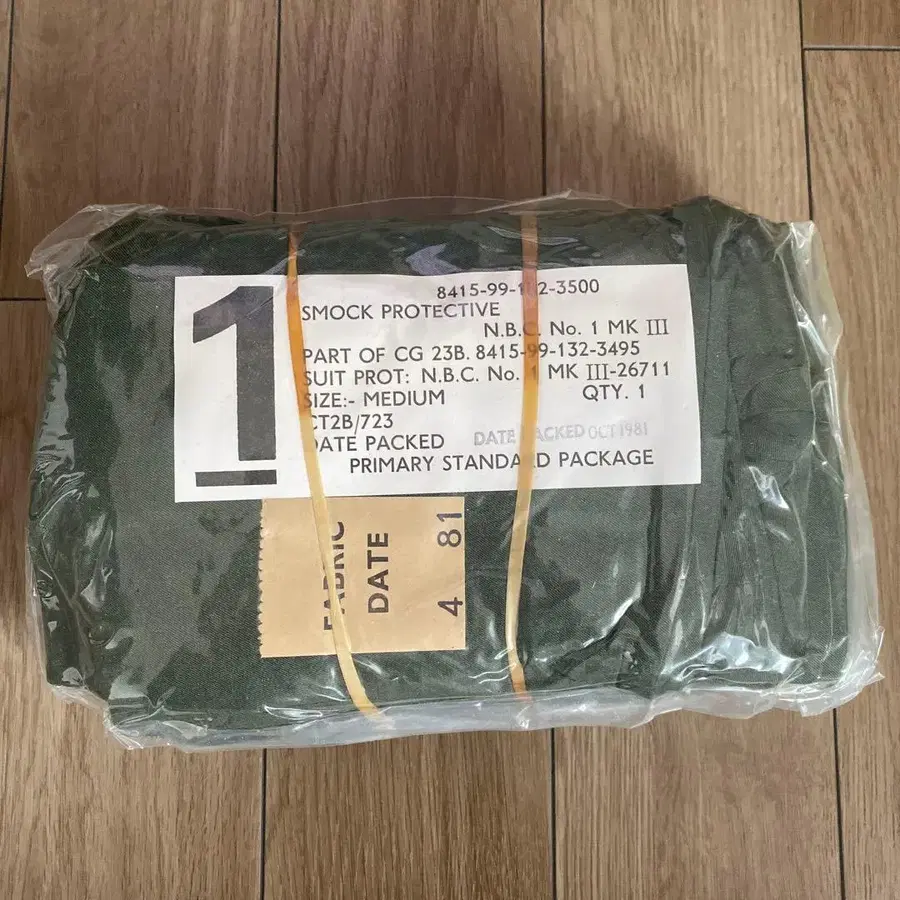 1
8415-99-132-3500
SMOCK PROTECTIVE
N.B.C. No. 1 MK III
PART OF CG 23B. 8415-99-132-3495
SUIT PROT: N.B.C. No. 1 MK III-26711
SIZE:- MEDIUM QTY. 1
CT2B/723
DATE PACKED DATE PACKED OCT 1981
PRIMARY STANDARD PACKAGE
FABRIC
DATE
4 81